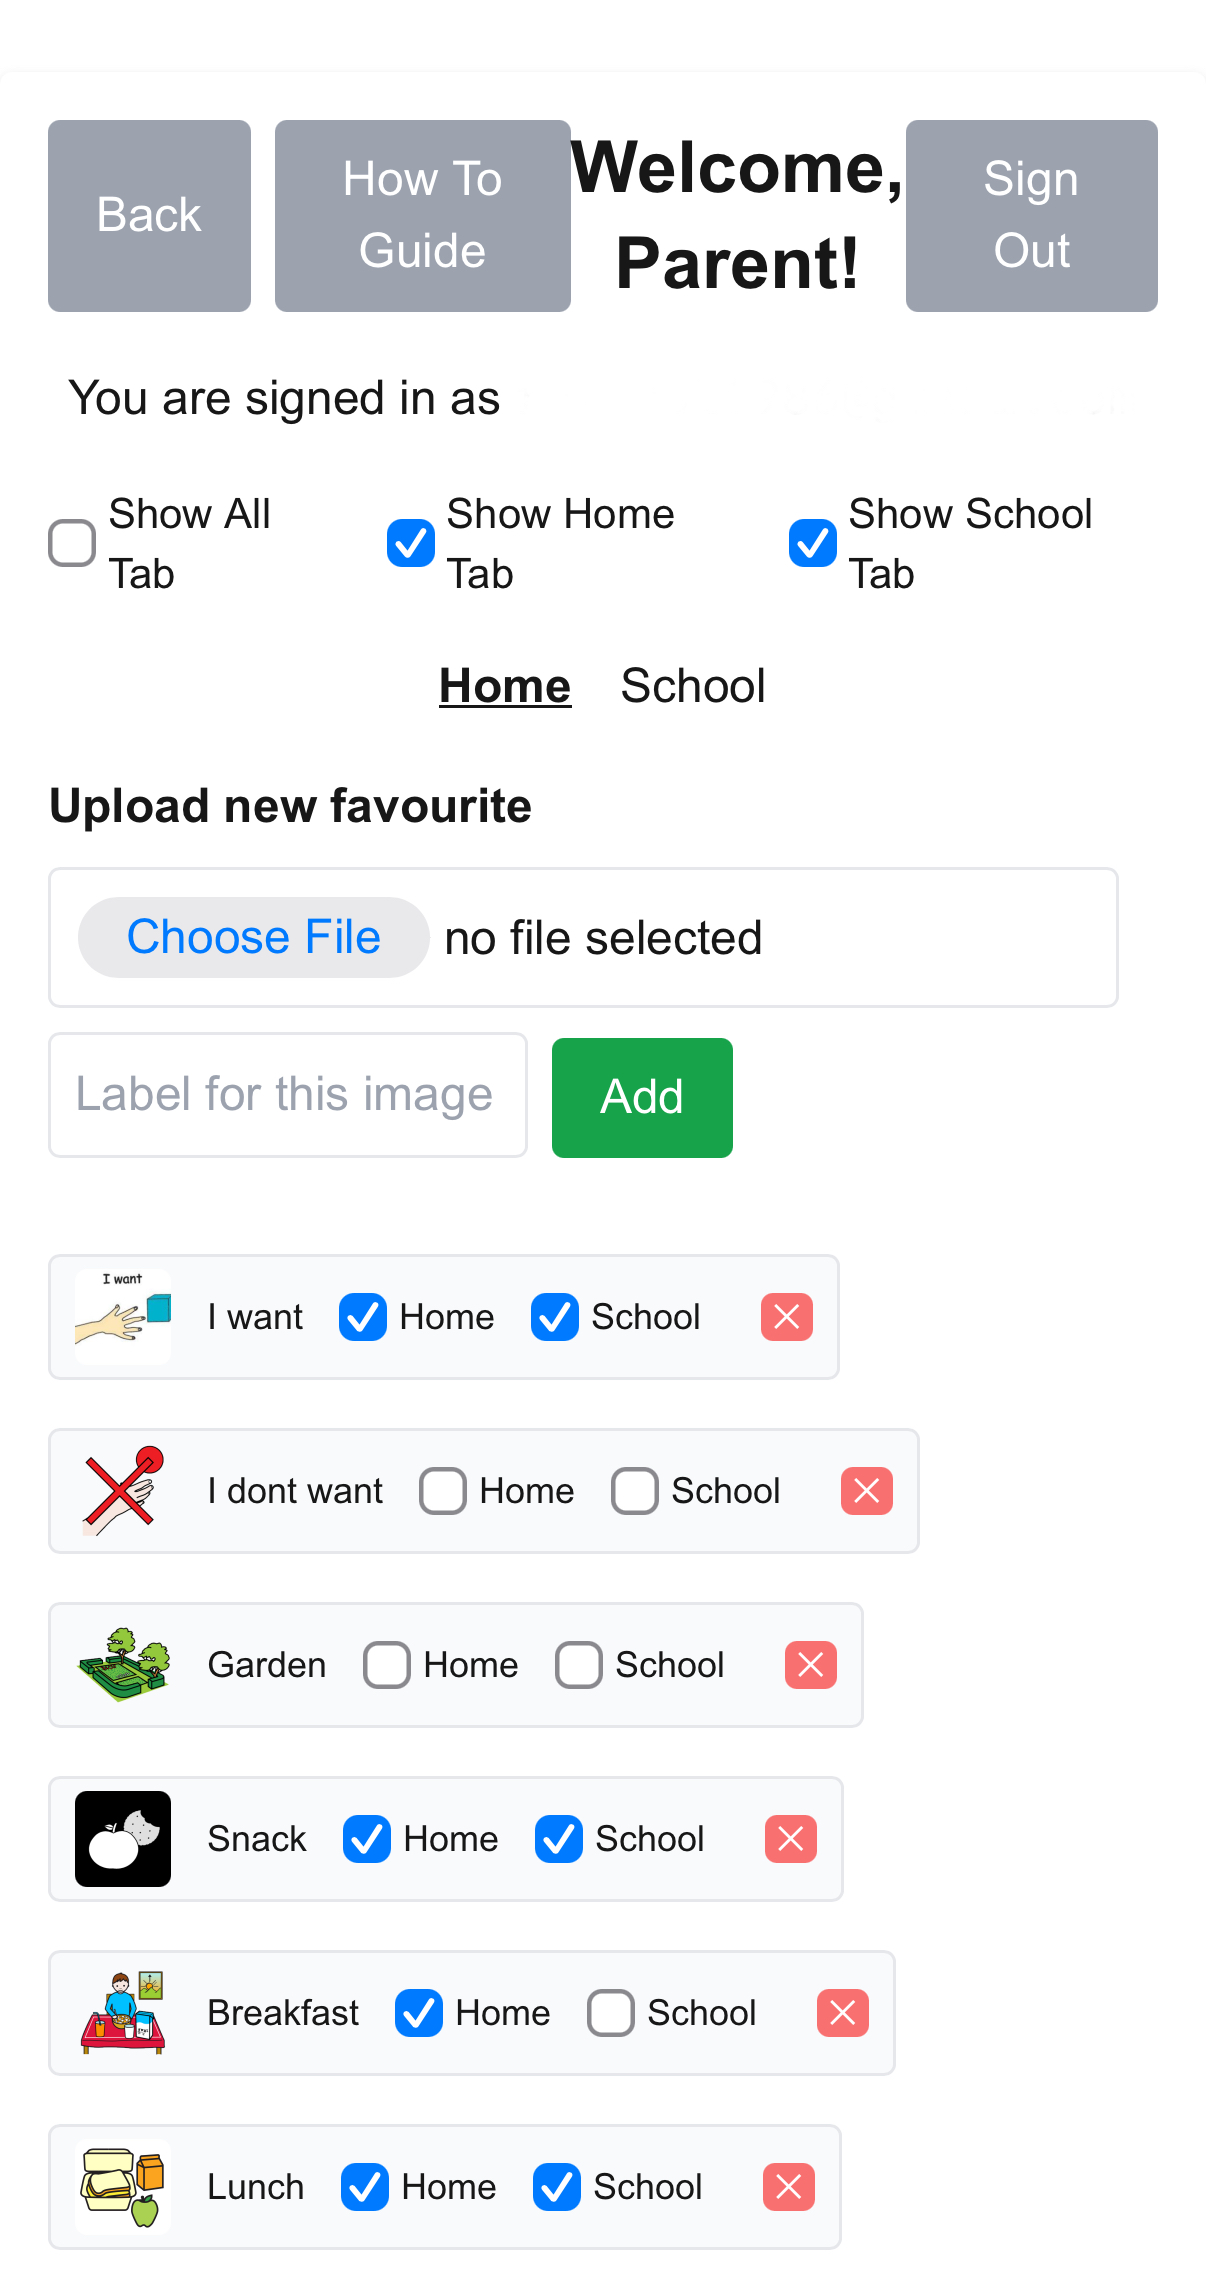 Back
How To
Guide
Welcome,
Parent!
Sign
Out
You are signed in as
Show All
Tab
Show Home
Tab
Show School
Tab
Home School
Upload new favourite
Choose File no file selected
Label for this image Add
I want
I want Home School
I dont want Home School
Garden Home School
Snack Home School
Breakfast Home School
Lunch Home School